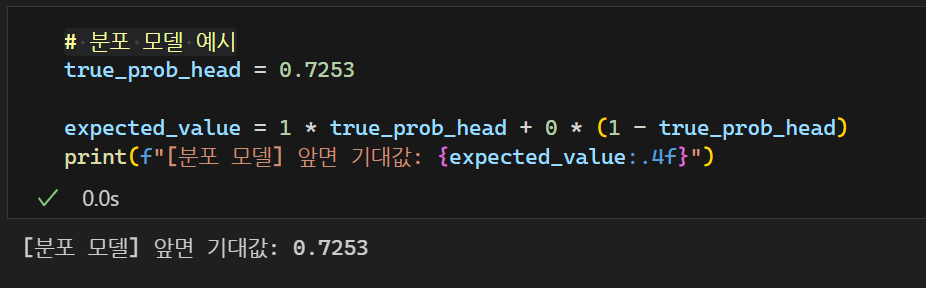 # 분포 모델 예시
true_prob_head = 0.7253
expected_value = 1 * true_prob_head + 0 * (1 - true_prob_head)
print(f"[분포 모델] 앞면 기대값: {expected_value:.4f}")
0.0s
[분포 모델] 앞면 기대값: 0.7253